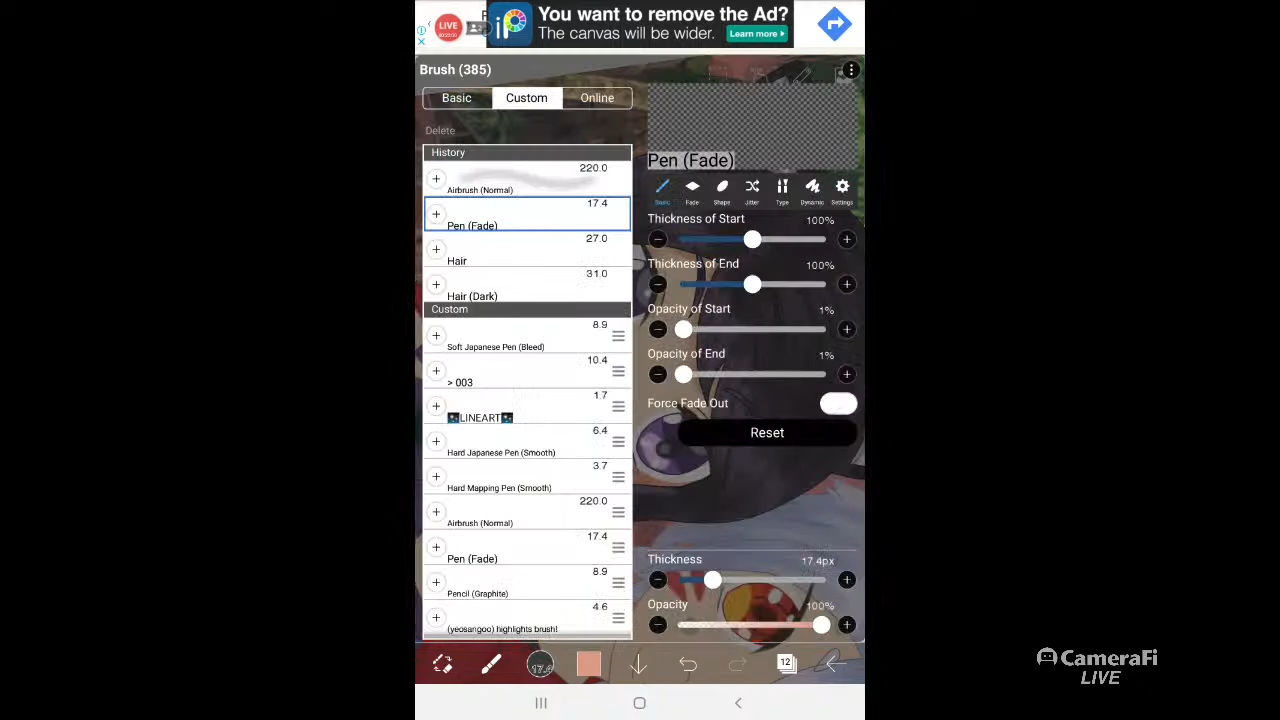 LIVE
You want to remove the Ad?
The canvas will be wider.
Learn more
Brush (385)
Basic
Custom
Online
Delete
History
220.0
Airbrush (Normal)
17.4
Pen (Fade)
27.0
Hair
31.0
Hair (Dark)
Custom
8.9
Soft Japanese Pen (Bleed)
10.4
> 003
1.7
LINEART
6.4
Hard Japanese Pen (Smooth)
3.7
Hard Mapping Pen (Smooth)
220.0
Airbrush (Normal)
17.4
Pen (Fade)
8.9
Pencil (Graphite)
4.6
(yeosangoo) highlights brush!
Pen (Fade)
Basic
Fade
Shape
Jitter
Type
Dynamic
Settings
Thickness of Start 100%
Thickness of End 100%
Opacity of Start 1%
Opacity of End 1%
Force Fade Out
Reset
Thickness 17.4px
Opacity 100%
17.4
12
CameraFi
LIVE